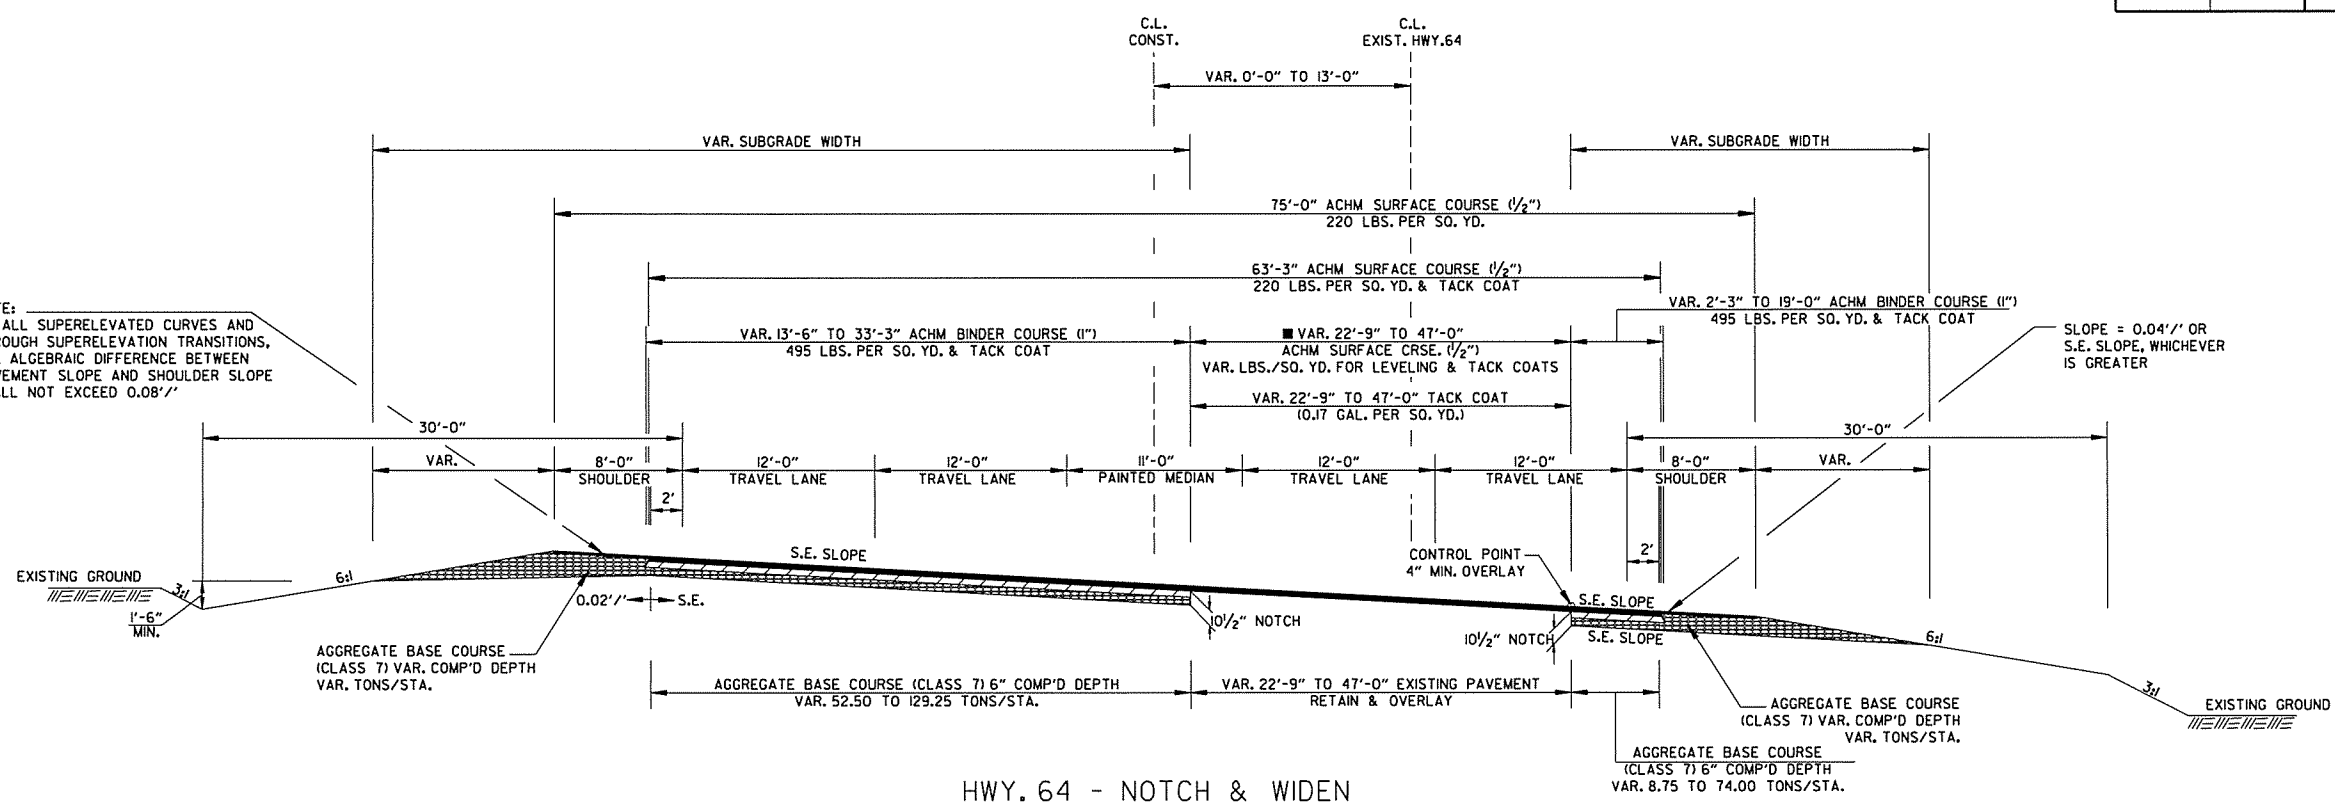 C.L.
CONST.
C.L.
EXIST. HWY.64
VAR. 0'-0" TO 13'-0"
VAR. SUBGRADE WIDTH
VAR. SUBGRADE WIDTH
75'-0" ACHM SURFACE COURSE (1/2")
220 LBS. PER SQ. YD.
63'-3" ACHM SURFACE COURSE (1/2")
220 LBS. PER SQ. YD. & TACK COAT
VAR. 2'-3" TO 19'-0" ACHM BINDER COURSE (1")
495 LBS. PER SQ. YD. & TACK COAT
VAR. 13'-6" TO 33'-3" ACHM BINDER COURSE (1")
495 LBS. PER SQ. YD. & TACK COAT
■ VAR. 22'-9" TO 47'-0"
ACHM SURFACE CRSE. (1/2")
VAR. LBS./SQ. YD. FOR LEVELING & TACK COATS
VAR. 22'-9" TO 47'-0" TACK COAT
(0.17 GAL. PER SQ. YD.)
TE:
ALL SUPERELEVATED CURVES AND
ROUGH SUPERELEVATION TRANSITIONS,
ALGEBRAIC DIFFERENCE BETWEEN
VEMENT SLOPE AND SHOULDER SLOPE
LL NOT EXCEED 0.08'/'
SLOPE = 0.04'/' OR
S.E. SLOPE, WHICHEVER
IS GREATER
30'-0"
30'-0"
VAR.
8'-0"
SHOULDER
12'-0"
TRAVEL LANE
12'-0"
TRAVEL LANE
11'-0"
PAINTED MEDIAN
12'-0"
TRAVEL LANE
12'-0"
TRAVEL LANE
8'-0"
SHOULDER
VAR.
2'
2'
S.E. SLOPE
CONTROL POINT
4" MIN. OVERLAY
EXISTING GROUND
3:1
6:1
1'-6"
MIN.
0.02'/'
S.E.
10 1/2" NOTCH
S.E. SLOPE
10 1/2" NOTCH
S.E. SLOPE
6:1
3:1
EXISTING GROUND
AGGREGATE BASE COURSE
(CLASS 7) VAR. COMP'D DEPTH
VAR. TONS/STA.
AGGREGATE BASE COURSE (CLASS 7) 6" COMP'D DEPTH
VAR. 52.50 TO 129.25 TONS/STA.
VAR. 22'-9" TO 47'-0" EXISTING PAVEMENT
RETAIN & OVERLAY
AGGREGATE BASE COURSE
(CLASS 7) VAR. COMP'D DEPTH
VAR. TONS/STA.
AGGREGATE BASE COURSE
(CLASS 7) 6" COMP'D DEPTH
VAR. 8.75 TO 74.00 TONS/STA.
HWY. 64 - NOTCH & WIDEN